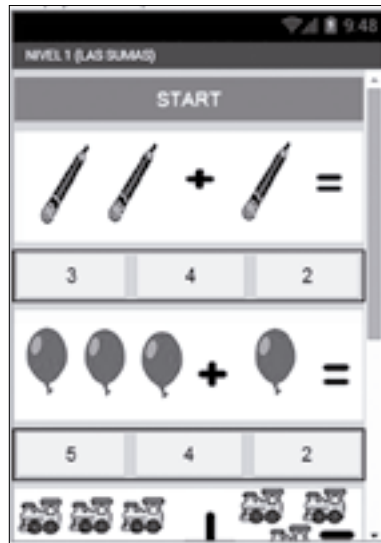 9:48
NIVEL 1 (LAS SUMAS)
START
+ =
3 4 2
+ =
5 4 2